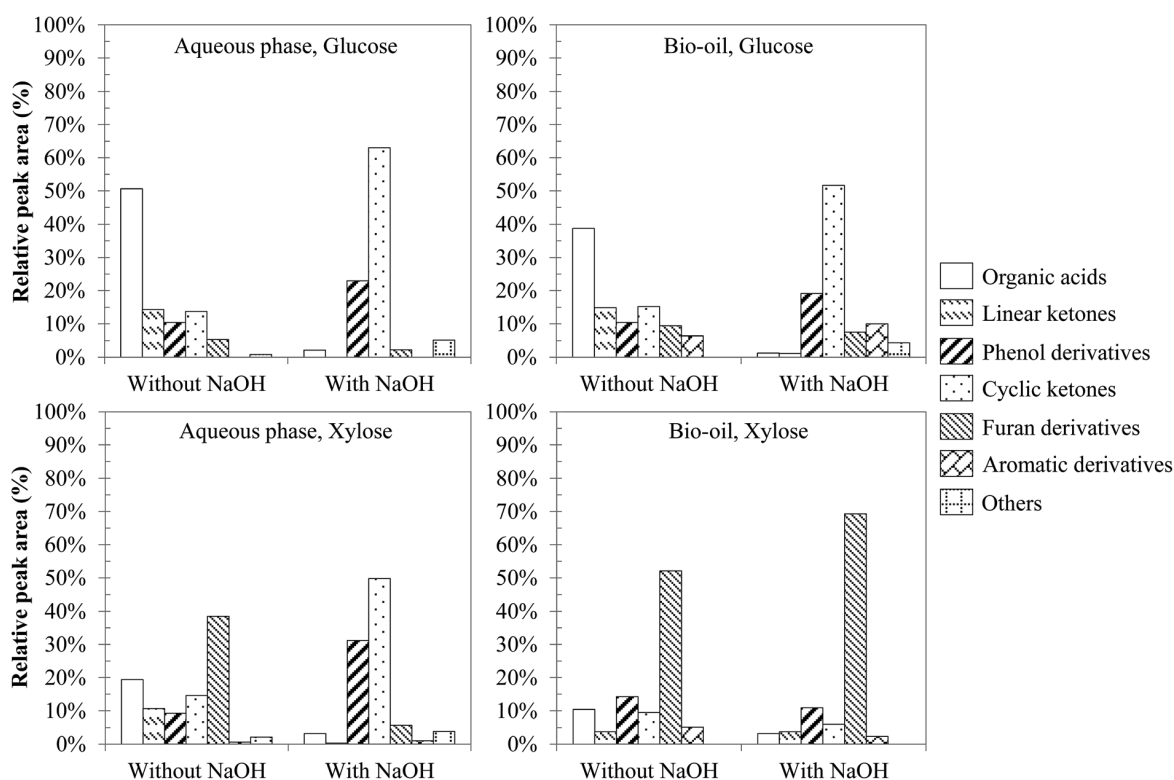 Relative peak area (%)
100%
90%
80%
70%
60%
50%
40%
30%
20%
10%
0%
Aqueous phase, Glucose
Without NaOH With NaOH
100%
90%
80%
70%
60%
50%
40%
30%
20%
10%
0%
Bio-oil, Glucose
Without NaOH With NaOH
Relative peak area (%)
100%
90%
80%
70%
60%
50%
40%
30%
20%
10%
0%
Aqueous phase, Xylose
Without NaOH With NaOH
100%
90%
80%
70%
60%
50%
40%
30%
20%
10%
0%
Bio-oil, Xylose
Without NaOH With NaOH
Organic acids
Linear ketones
Phenol derivatives
Cyclic ketones
Furan derivatives
Aromatic derivatives
Others